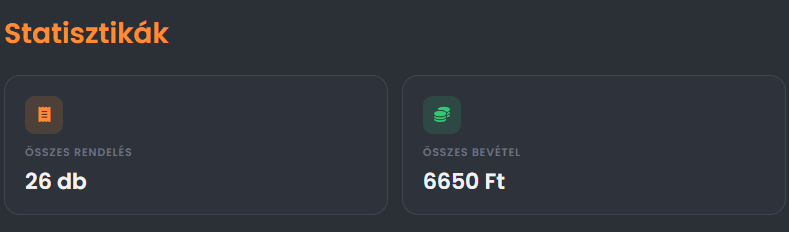 Statisztikák
ÖSSZES RENDELÉS
26 db
ÖSSZES BEVÉTEL
6650 Ft